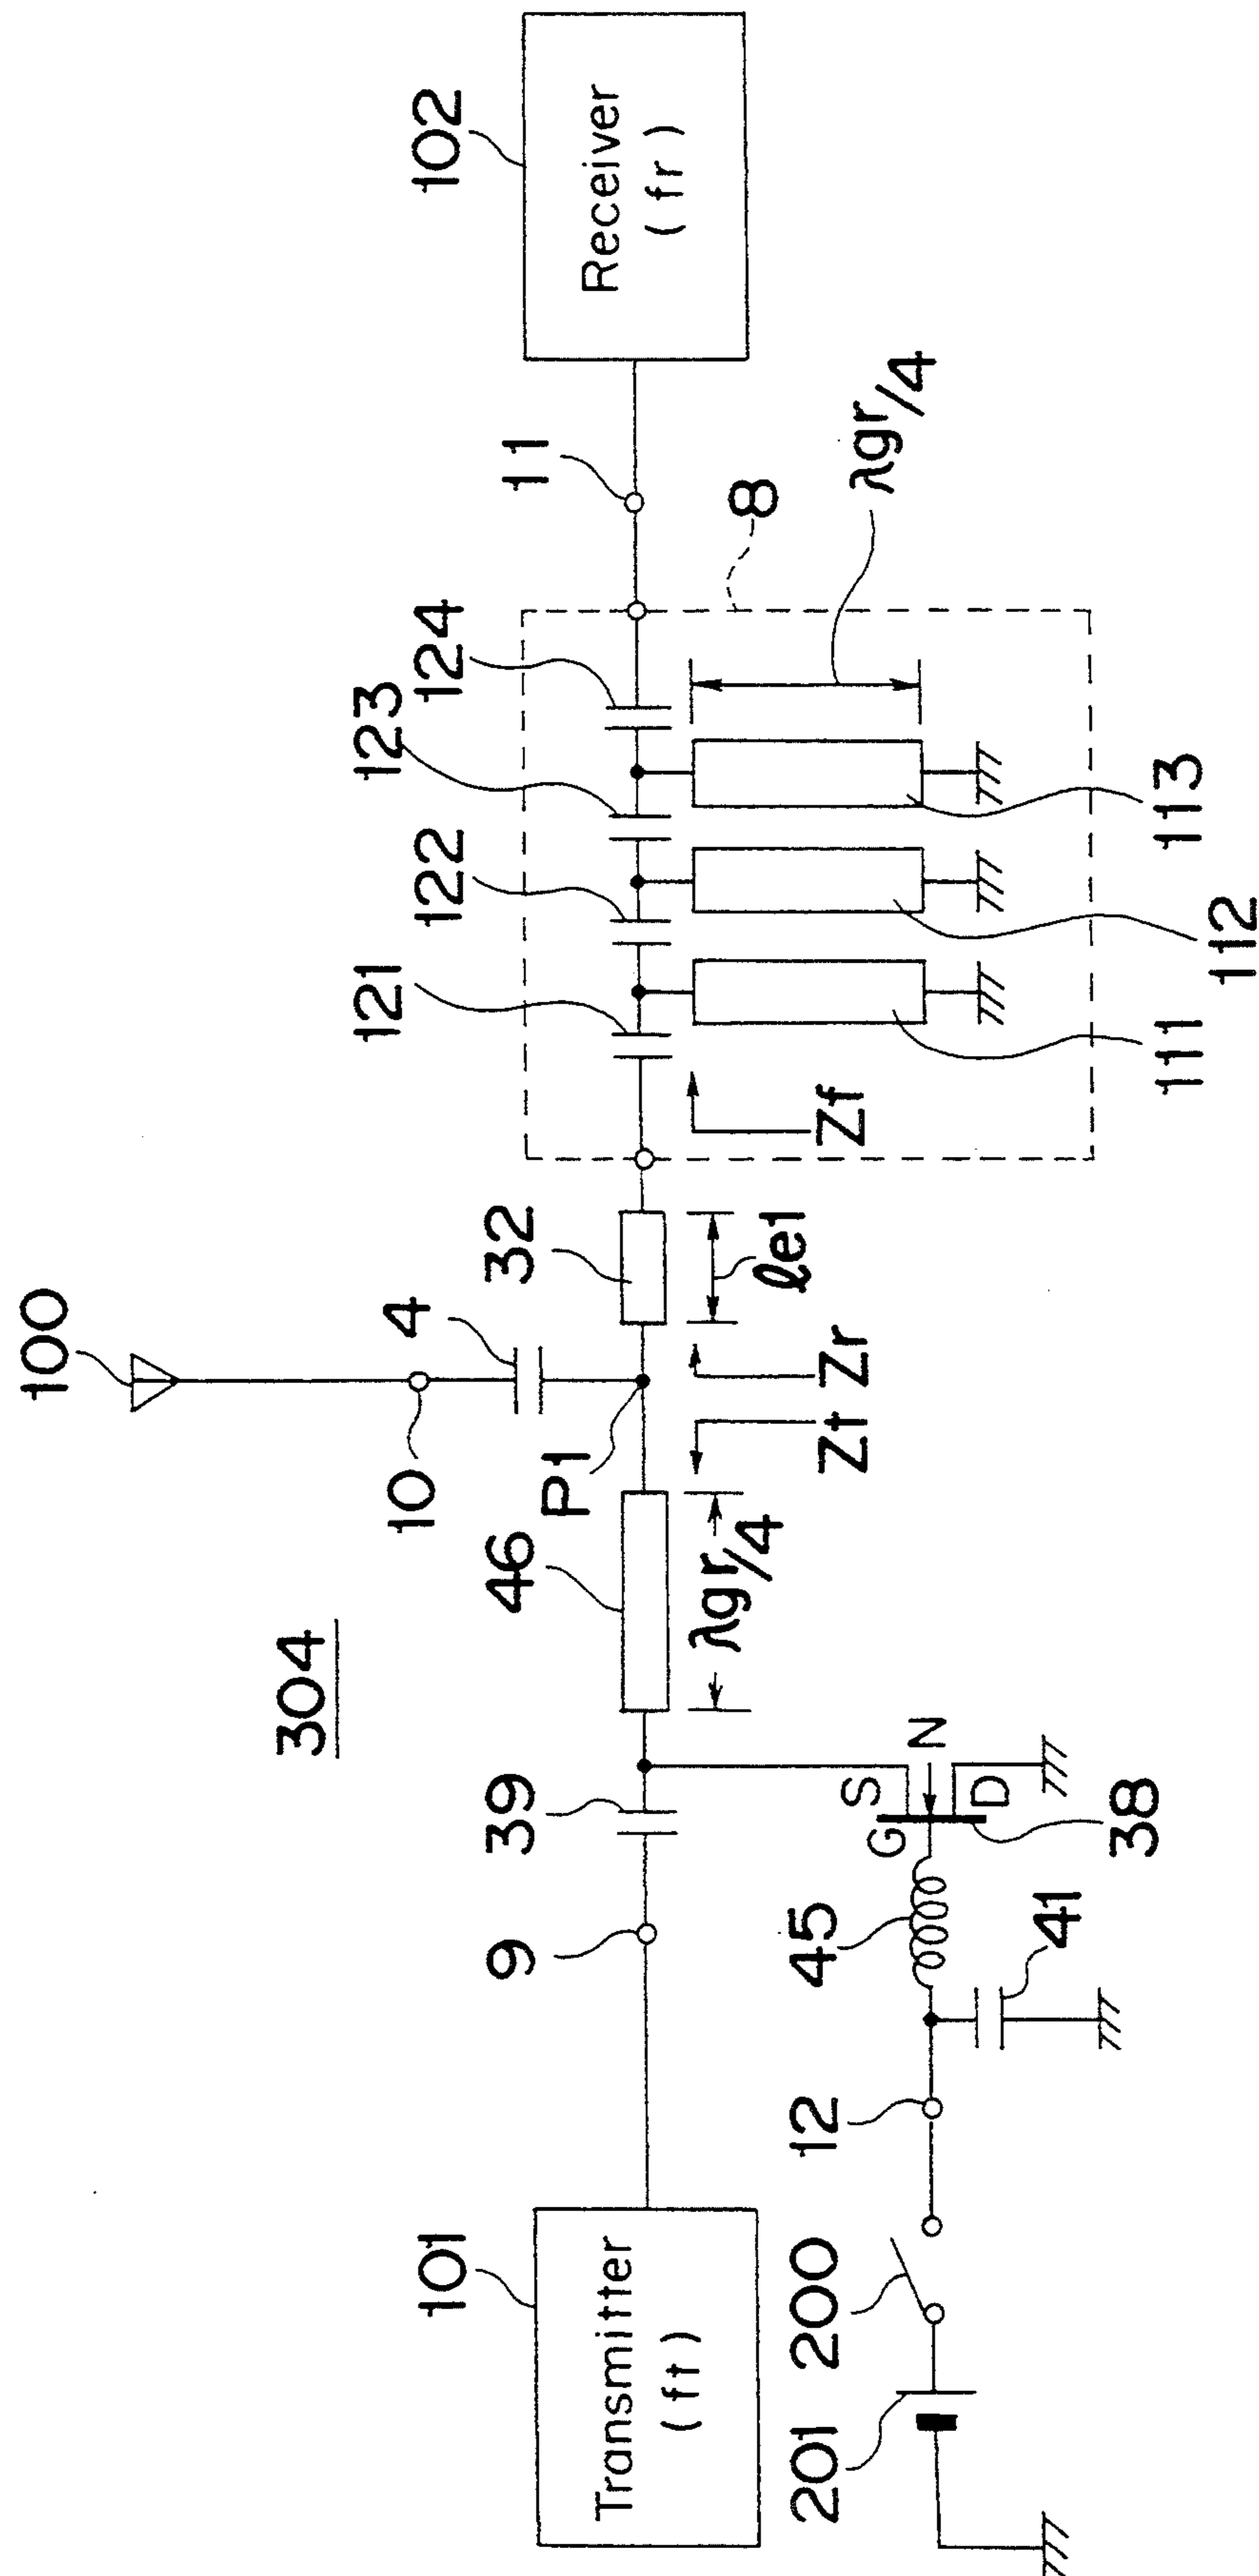 304
100
10
4
P1
101
Transmitter
(ft)
9
39
46
λgr/4
Zt
Zr
32
ℓe1
Zf
121
122
123
124
8
λgr/4
111
112
113
11
102
Receiver
(fr)
201
200
12
41
45
G
S
N
D
38